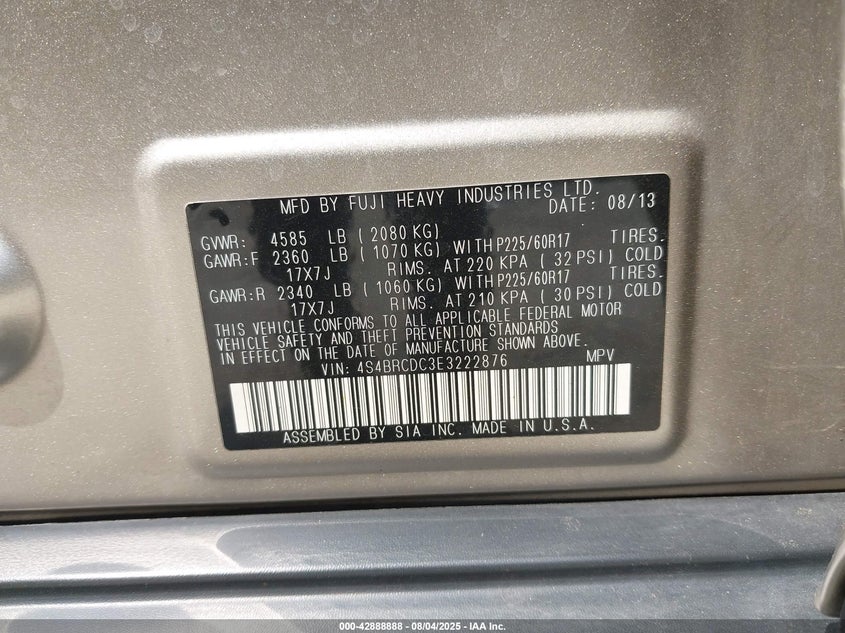 MFD BY FUJI HEAVY INDUSTRIES LTD.
DATE: 08/13
GVWR: 4585 LB ( 2080 KG)
GAWR:F 2360 LB ( 1070 KG) WITH P225/60R17 TIRES.
17X7J RIMS. AT 220 KPA ( 32 PSI) COLD
GAWR:R 2340 LB ( 1060 KG) WITH P225/60R17 TIRES.
17X7J RIMS. AT 210 KPA ( 30 PSI) COLD
THIS VEHICLE CONFORMS TO ALL APPLICABLE FEDERAL MOTOR
VEHICLE SAFETY AND THEFT PREVENTION STANDARDS
IN EFFECT ON THE DATE OF MANUFACTURE SHOWN ABOVE.
VIN: 4S4BRCDC3E3222876 MPV
ASSEMBLED BY SIA INC. MADE IN U.S.A.
000-42888888 - 08/04/2025 - IAA Inc.